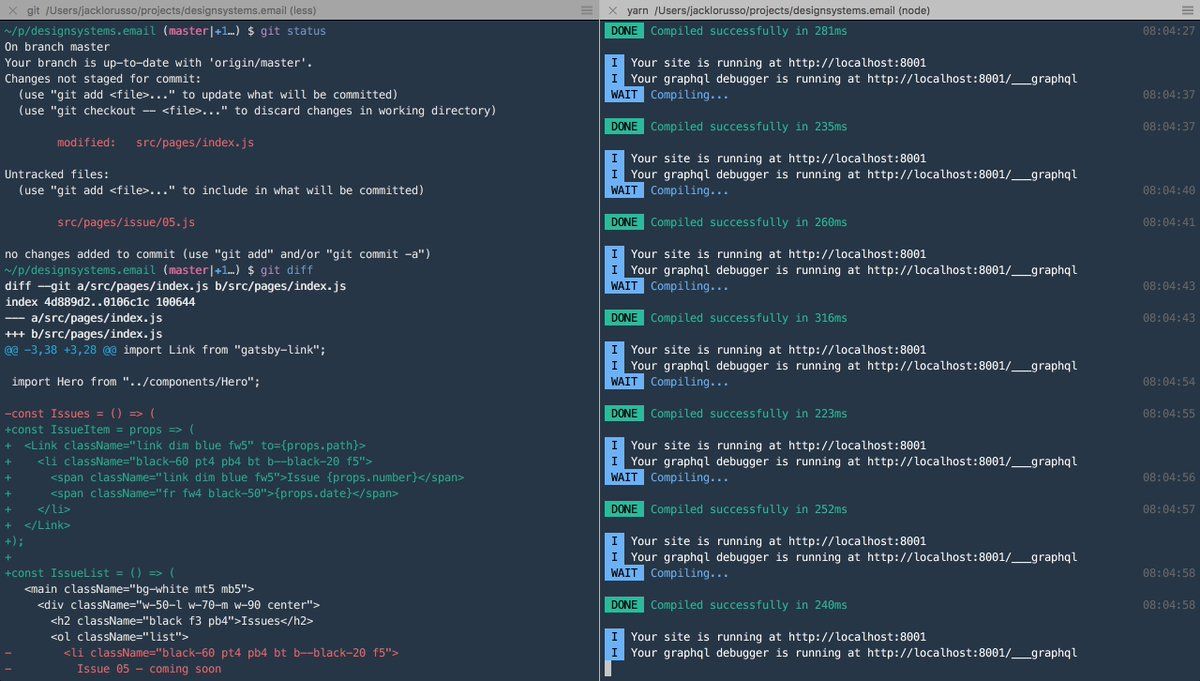 git /Users/jacklorusso/projects/designsystems.email (less)
~/p/designsystems.email (master|+1…) $ git status
On branch master
Your branch is up-to-date with 'origin/master'.
Changes not staged for commit:
  (use "git add <file>..." to update what will be committed)
  (use "git checkout -- <file>..." to discard changes in working directory)
        modified:   src/pages/index.js
Untracked files:
  (use "git add <file>..." to include in what will be committed)
        src/pages/issue/05.js
no changes added to commit (use "git add" and/or "git commit -a")
~/p/designsystems.email (master|+1…) $ git diff
diff --git a/src/pages/index.js b/src/pages/index.js
index 4d889d2..0106c1c 100644
--- a/src/pages/index.js
+++ b/src/pages/index.js
@@ -3,38 +3,28 @@ import Link from "gatsby-link";
 import Hero from "../components/Hero";
-const Issues = () => (
+const IssueItem = props => (
+  <Link className="link dim blue fw5" to={props.path}>
+    <li className="black-60 pt4 pb4 bt b--black-20 f5">
+      <span className="link dim blue fw5">Issue {props.number}</span>
+      <span className="fr fw4 black-50">{props.date}</span>
+    </li>
+  </Link>
+);
+
+const IssueList = () => (
   <main className="bg-white mt5 mb5">
     <div className="w-50-l w-70-m w-90 center">
       <h2 className="black f3 pb4">Issues</h2>
       <ol className="list">
-        <li className="black-60 pt4 pb4 bt b--black-20 f5">
-          Issue 05 – coming soon
yarn /Users/jacklorusso/projects/designsystems.email (node)
DONE Compiled successfully in 281ms 08:04:27
I Your site is running at http://localhost:8001
I Your graphql debugger is running at http://localhost:8001/___graphql
WAIT Compiling... 08:04:37
DONE Compiled successfully in 235ms 08:04:37
I Your site is running at http://localhost:8001
I Your graphql debugger is running at http://localhost:8001/___graphql
WAIT Compiling... 08:04:40
DONE Compiled successfully in 260ms 08:04:41
I Your site is running at http://localhost:8001
I Your graphql debugger is running at http://localhost:8001/___graphql
WAIT Compiling... 08:04:43
DONE Compiled successfully in 316ms 08:04:43
I Your site is running at http://localhost:8001
I Your graphql debugger is running at http://localhost:8001/___graphql
WAIT Compiling... 08:04:54
DONE Compiled successfully in 223ms 08:04:55
I Your site is running at http://localhost:8001
I Your graphql debugger is running at http://localhost:8001/___graphql
WAIT Compiling... 08:04:56
DONE Compiled successfully in 252ms 08:04:57
I Your site is running at http://localhost:8001
I Your graphql debugger is running at http://localhost:8001/___graphql
WAIT Compiling... 08:04:58
DONE Compiled successfully in 240ms 08:04:58
I Your site is running at http://localhost:8001
I Your graphql debugger is running at http://localhost:8001/___graphql